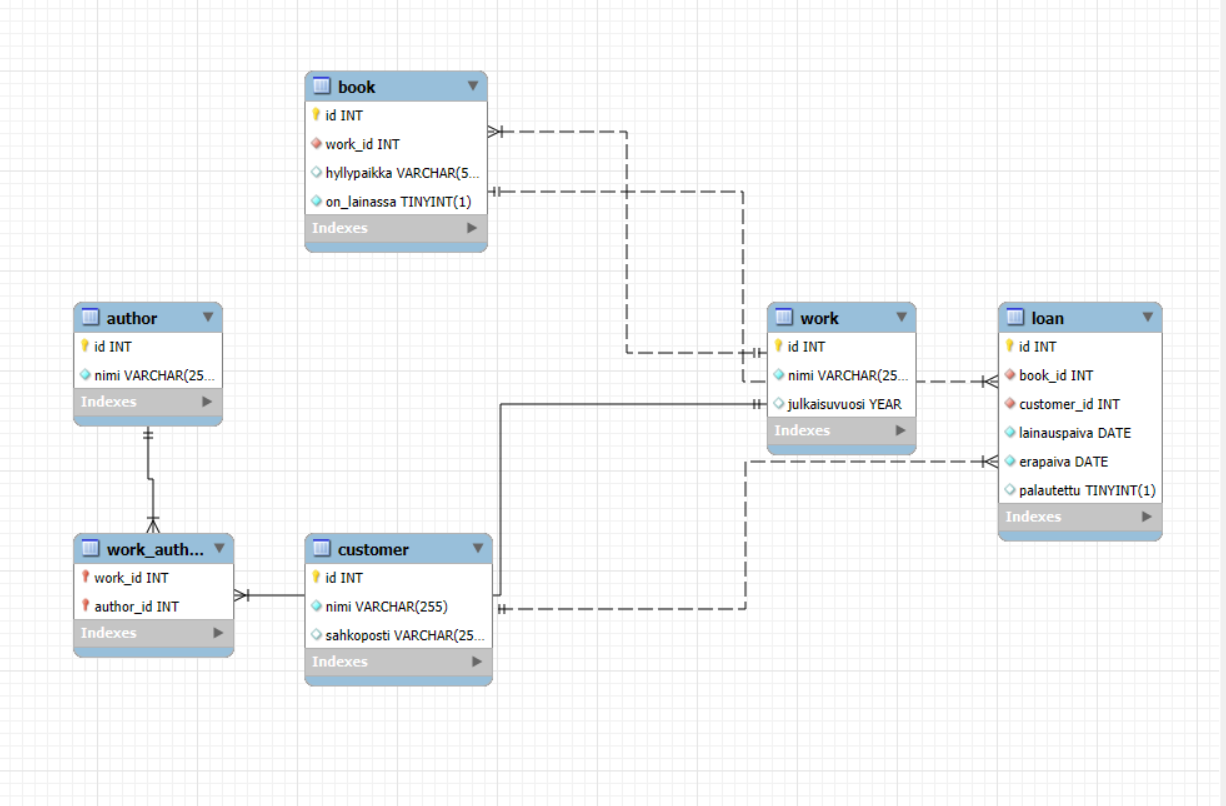 book
id INT
work_id INT
hyllypaikka VARCHAR(5...
on_lainassa TINYINT(1)
Indexes
author
id INT
nimi VARCHAR(25...
Indexes
work
id INT
nimi VARCHAR(25...
julkaisuvuosi YEAR
Indexes
loan
id INT
book_id INT
customer_id INT
lainauspaiva DATE
erapaiva DATE
palautettu TINYINT(1)
Indexes
work_auth...
work_id INT
author_id INT
Indexes
customer
id INT
nimi VARCHAR(255)
sahkoposti VARCHAR(25...
Indexes